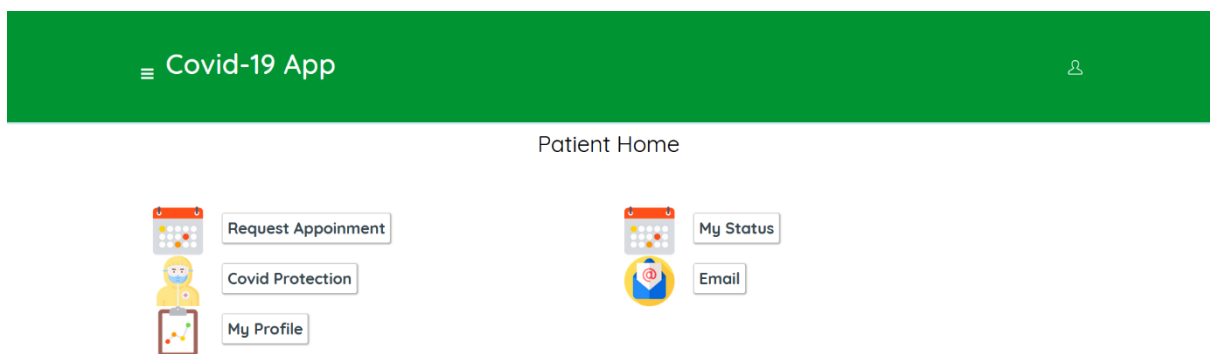 Covid-19 App
Patient Home
Request Appoinment
My Status
Covid Protection
@
Email
My Profile